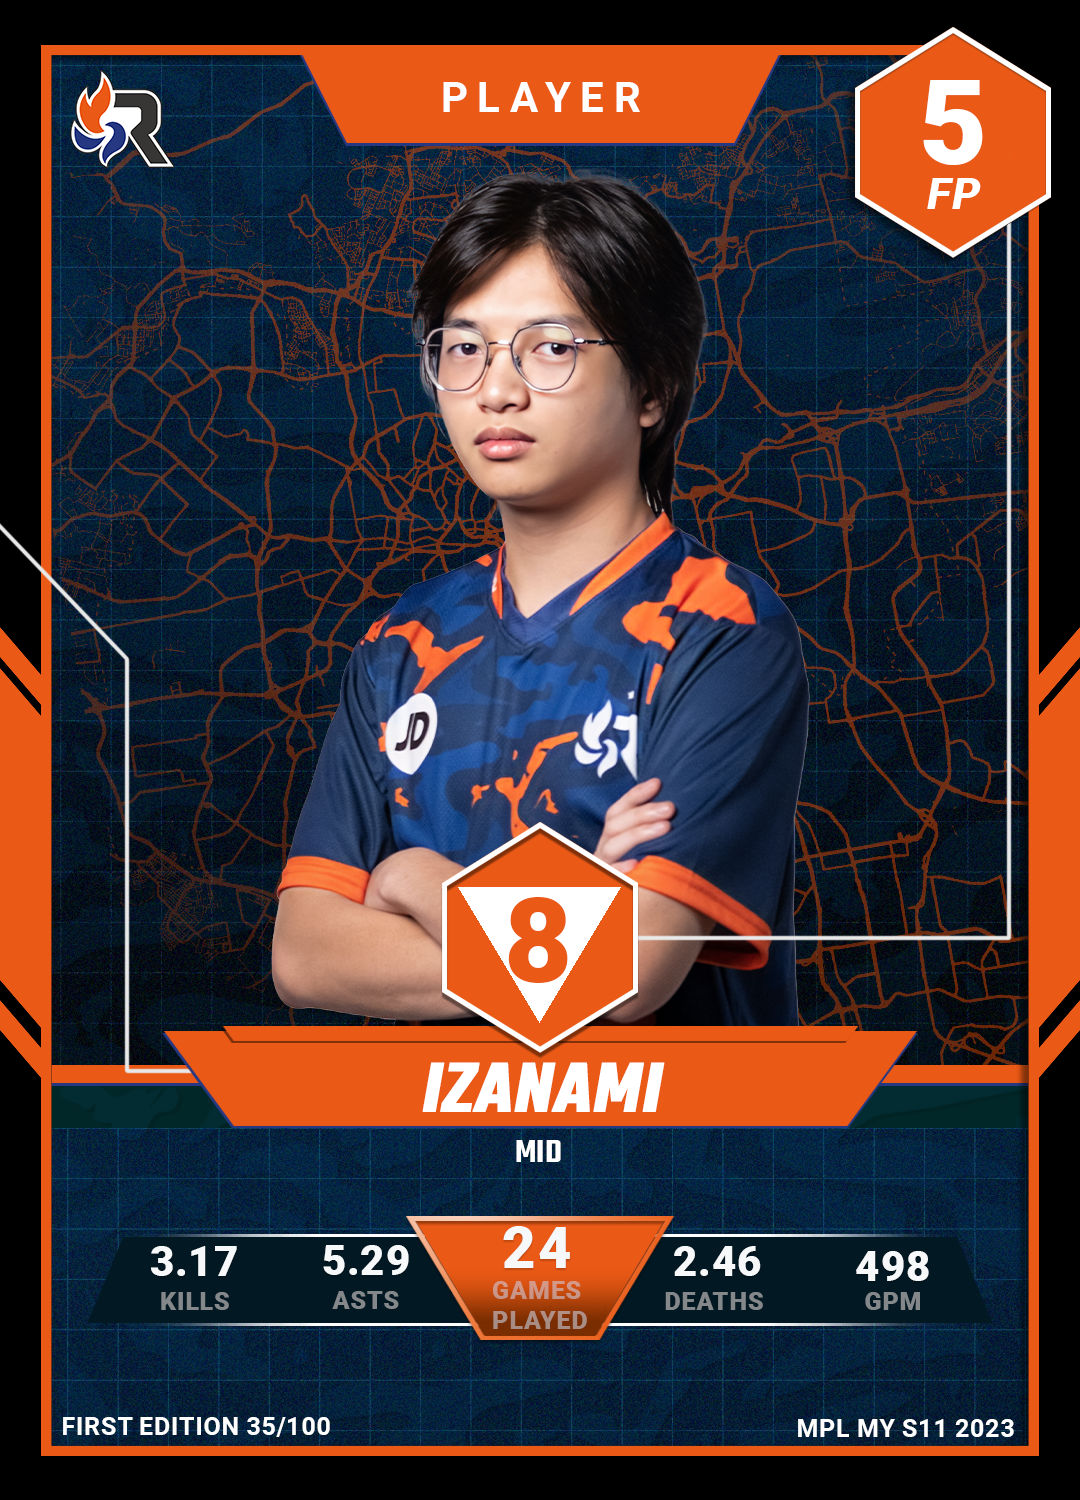 PLAYER
R
5
FP
JD
8
IZANAMI
MID
3.17
KILLS
5.29
ASTS
24
GAMES
PLAYED
2.46
DEATHS
498
GPM
FIRST EDITION 35/100
MPL MY S11 2023